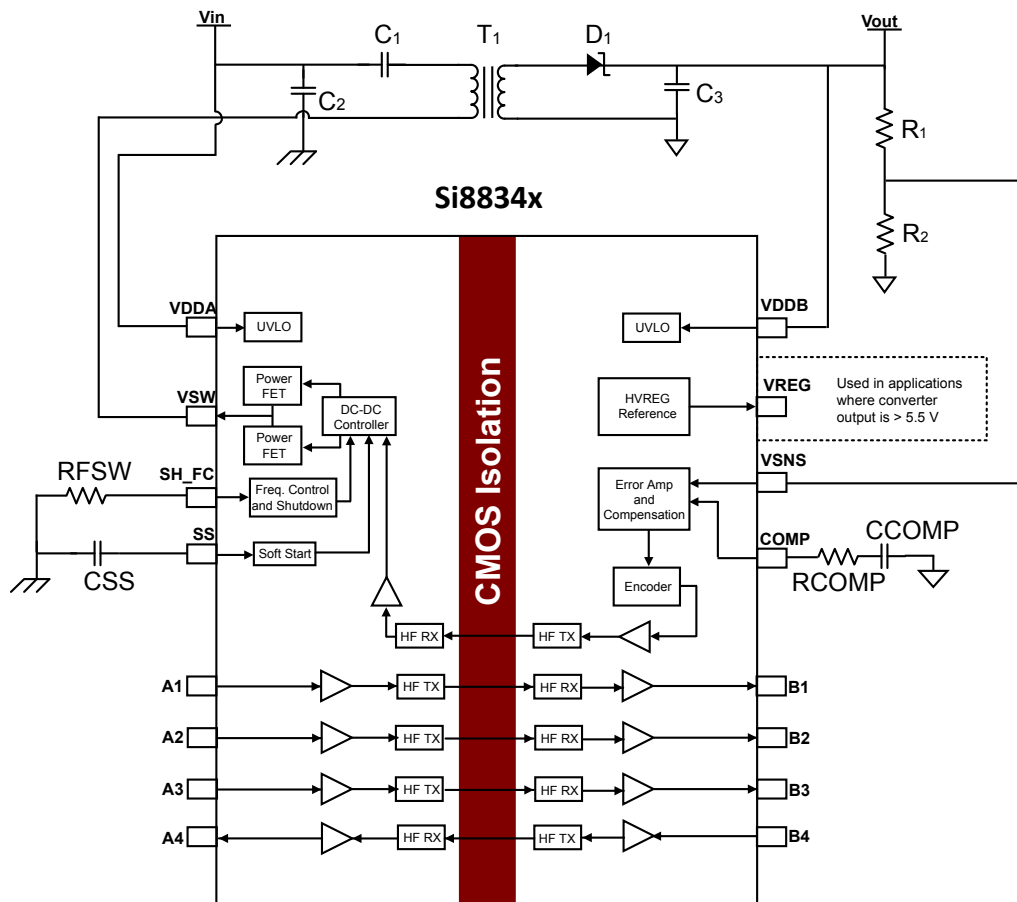 Vin
C1
T1
D1
Vout
C2
C3
R1
R2
Si8834x
CMOS Isolation
VDDA
UVLO
UVLO
VDDB
VSW
Power
FET
DC-DC
Controller
Power
FET
HVREG
Reference
VREG
Used in applications
where converter
output is > 5.5 V
RFSW
SH_FC
Freq. Control
and Shutdown
Error Amp
and
Compensation
VSNS
SS
CSS
Soft Start
COMP
CCOMP
RCOMP
Encoder
HF RX
HF TX
A1
HF TX
HF RX
B1
A2
HF TX
HF RX
B2
A3
HF TX
HF RX
B3
A4
HF RX
HF TX
B4